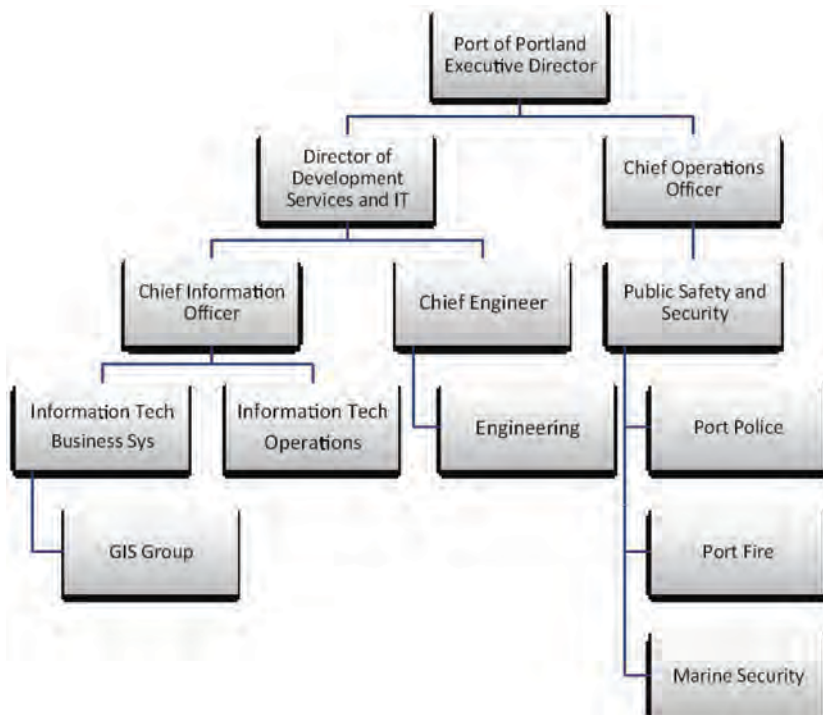 Port of Portland
Executive Director
Director of
Development
Services and IT
Chief Operations
Officer
Chief Information
Officer
Chief Engineer
Public Safety and
Security
Information Tech
Business Sys
Information Tech
Operations
Engineering
Port Police
GIS Group
Port Fire
Marine Security